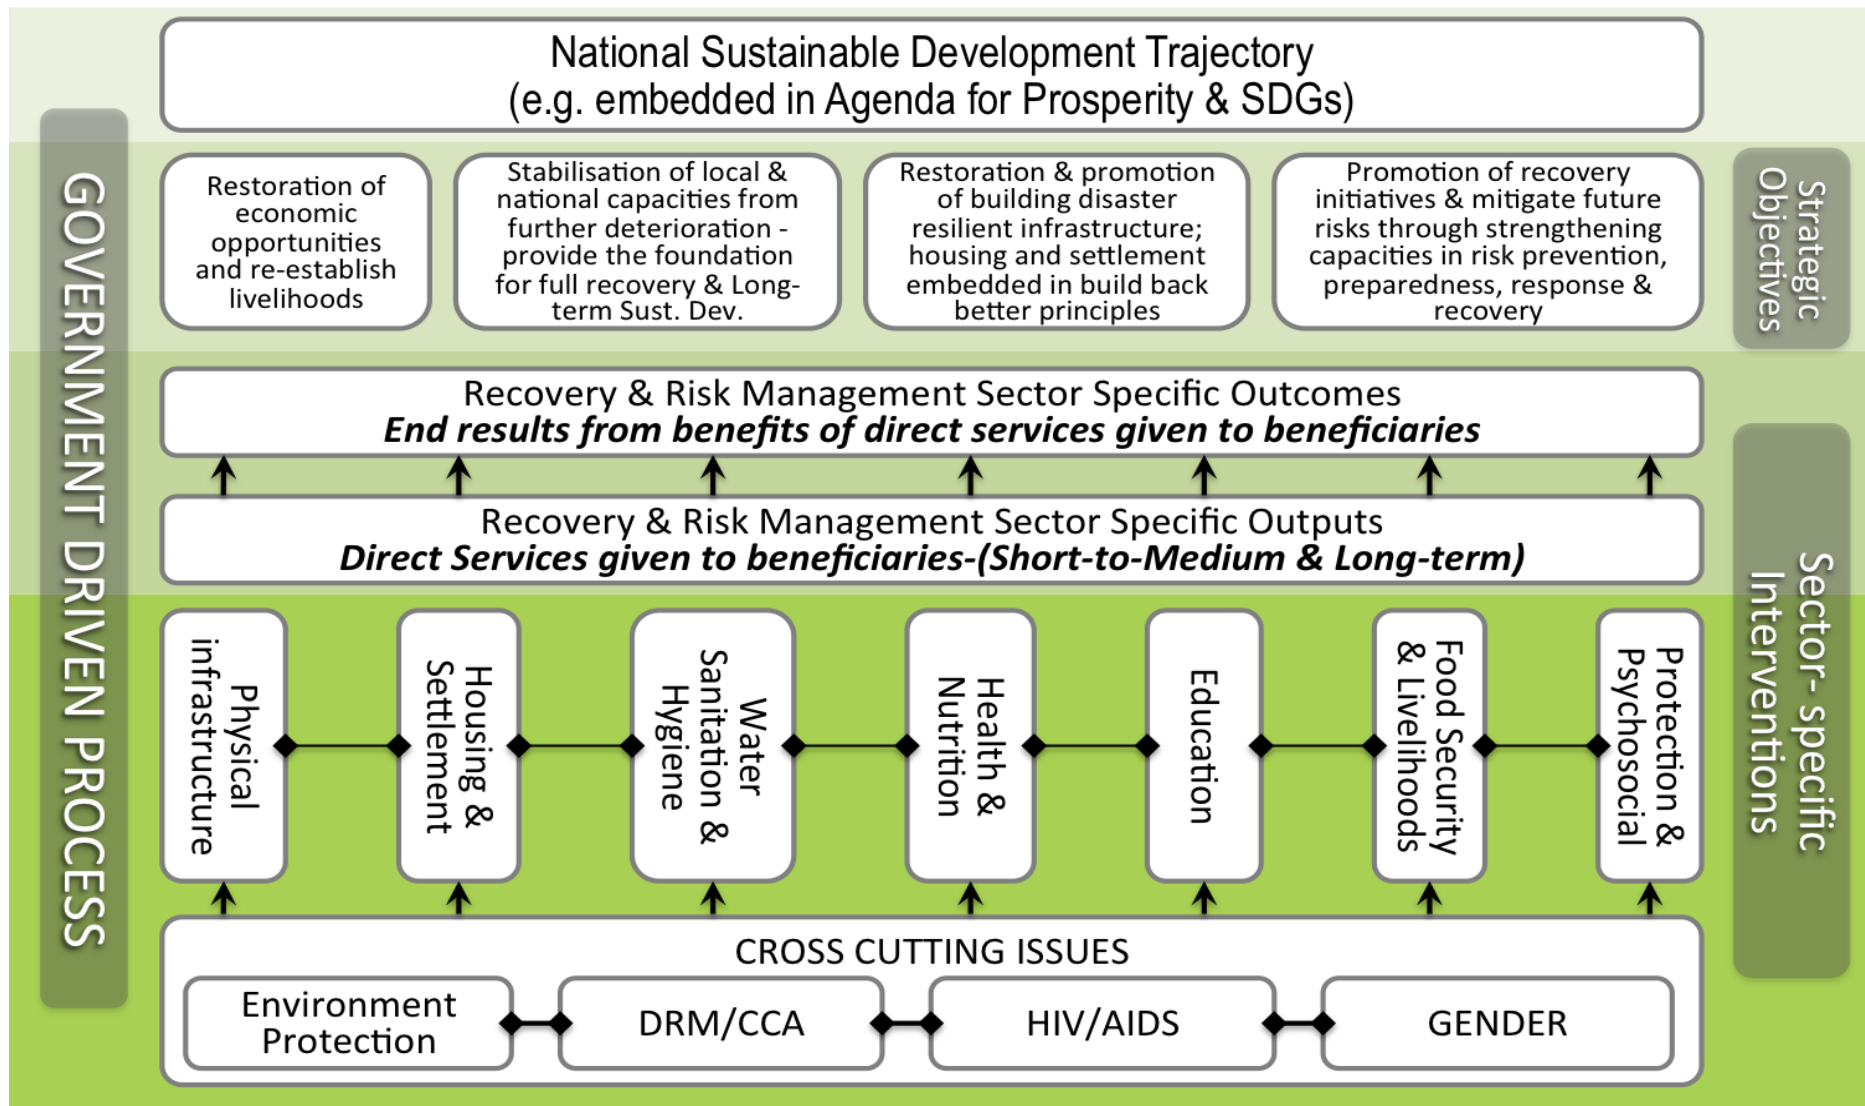 National Sustainable Development Trajectory
(e.g. embedded in Agenda for Prosperity & SDGs)
GOVERNMENT DRIVEN PROCESS
Restoration of
economic
opportunities
and re-establish
livelihoods
Stabilisation of local &
national capacities from
further deterioration -
provide the foundation
for full recovery & Long-
term Sust. Dev.
Restoration & promotion
of building disaster
resilient infrastructure;
housing and settlement
embedded in build back
better principles
Promotion of recovery
initiatives & mitigate future
risks through strengthening
capacities in risk prevention,
preparedness, response &
recovery
Strategic
Objectives
Recovery & Risk Management Sector Specific Outcomes
End results from benefits of direct services given to beneficiaries
Recovery & Risk Management Sector Specific Outputs
Direct Services given to beneficiaries-(Short-to-Medium & Long-term)
Sector- specific
Interventions
Physical
infrastructure
Housing &
Settlement
Water
Sanitation &
Hygiene
Health &
Nutrition
Education
Food Security
& Livelihoods
Protection &
Psychosocial
CROSS CUTTING ISSUES
Environment
Protection
DRM/CCA
HIV/AIDS
GENDER